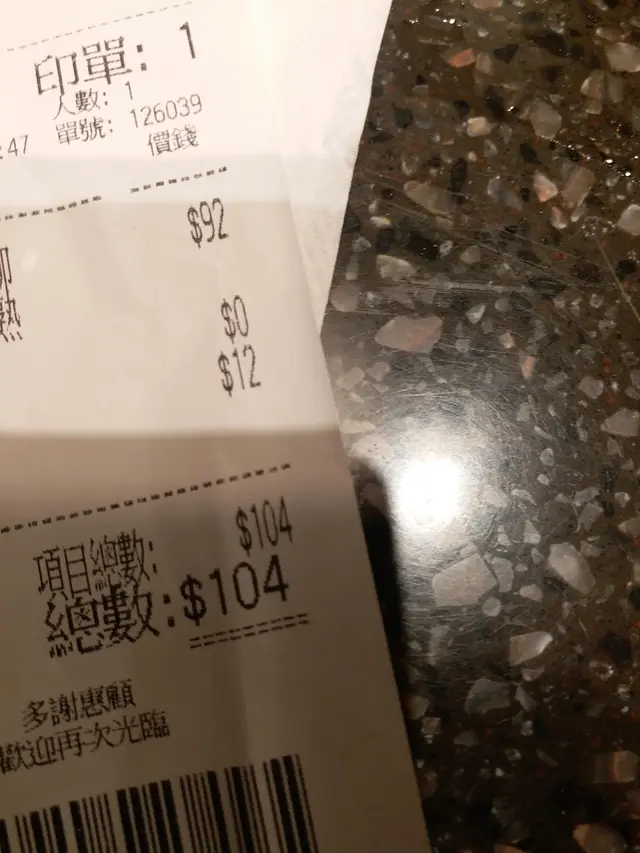 印單: 1
人數: 1
:47 單號: 126039
價錢
$92
熱
$0
$12
項目總數: $104
總數:$104
多謝惠顧
歡迎再次光臨